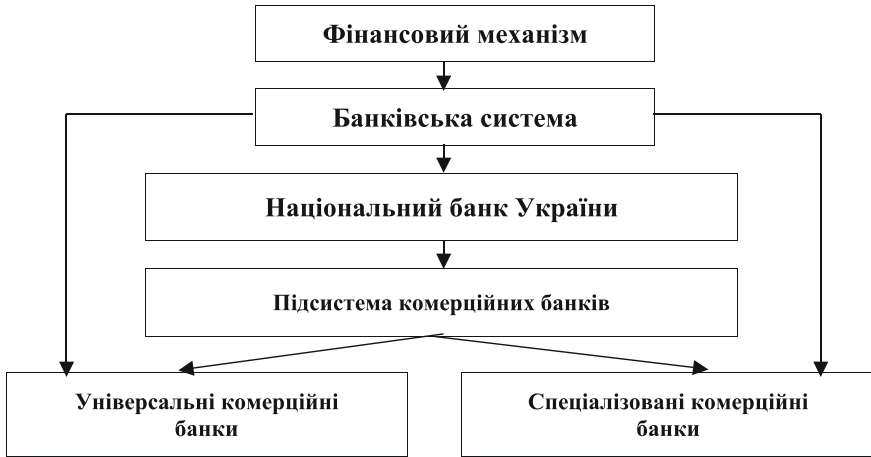 Фінансовий механізм
Банківська система
Національний банк України
Підсистема комерційних банків
Універсальні комерційні
банки
Спеціалізовані комерційні
банки